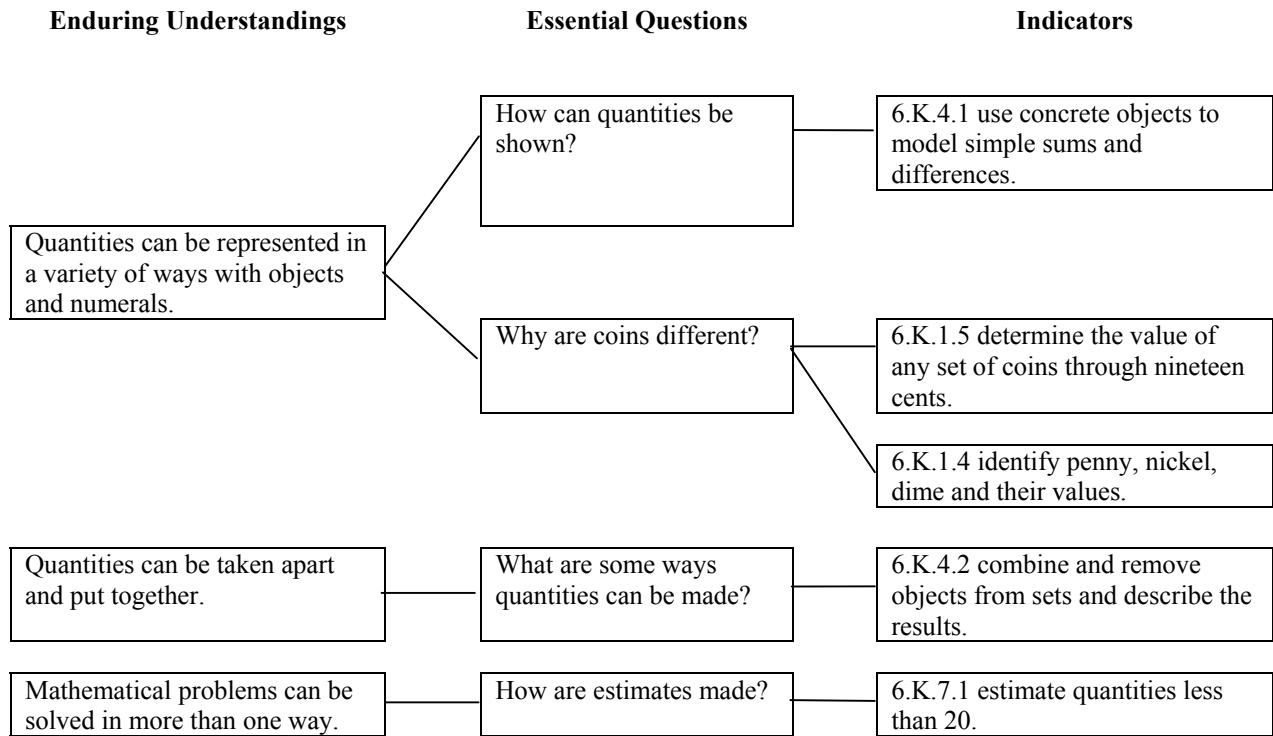 Enduring Understandings
Essential Questions
Indicators
How can quantities be
shown?
6.K.4.1 use concrete objects to
model simple sums and
differences.
Quantities can be represented in
a variety of ways with objects
and numerals.
Why are coins different?
6.K.1.5 determine the value of
any set of coins through nineteen
cents.
6.K.1.4 identify penny, nickel,
dime and their values.
Quantities can be taken apart
and put together.
What are some ways
quantities can be made?
6.K.4.2 combine and remove
objects from sets and describe the
results.
Mathematical problems can be
solved in more than one way.
How are estimates made?
6.K.7.1 estimate quantities less
than 20.